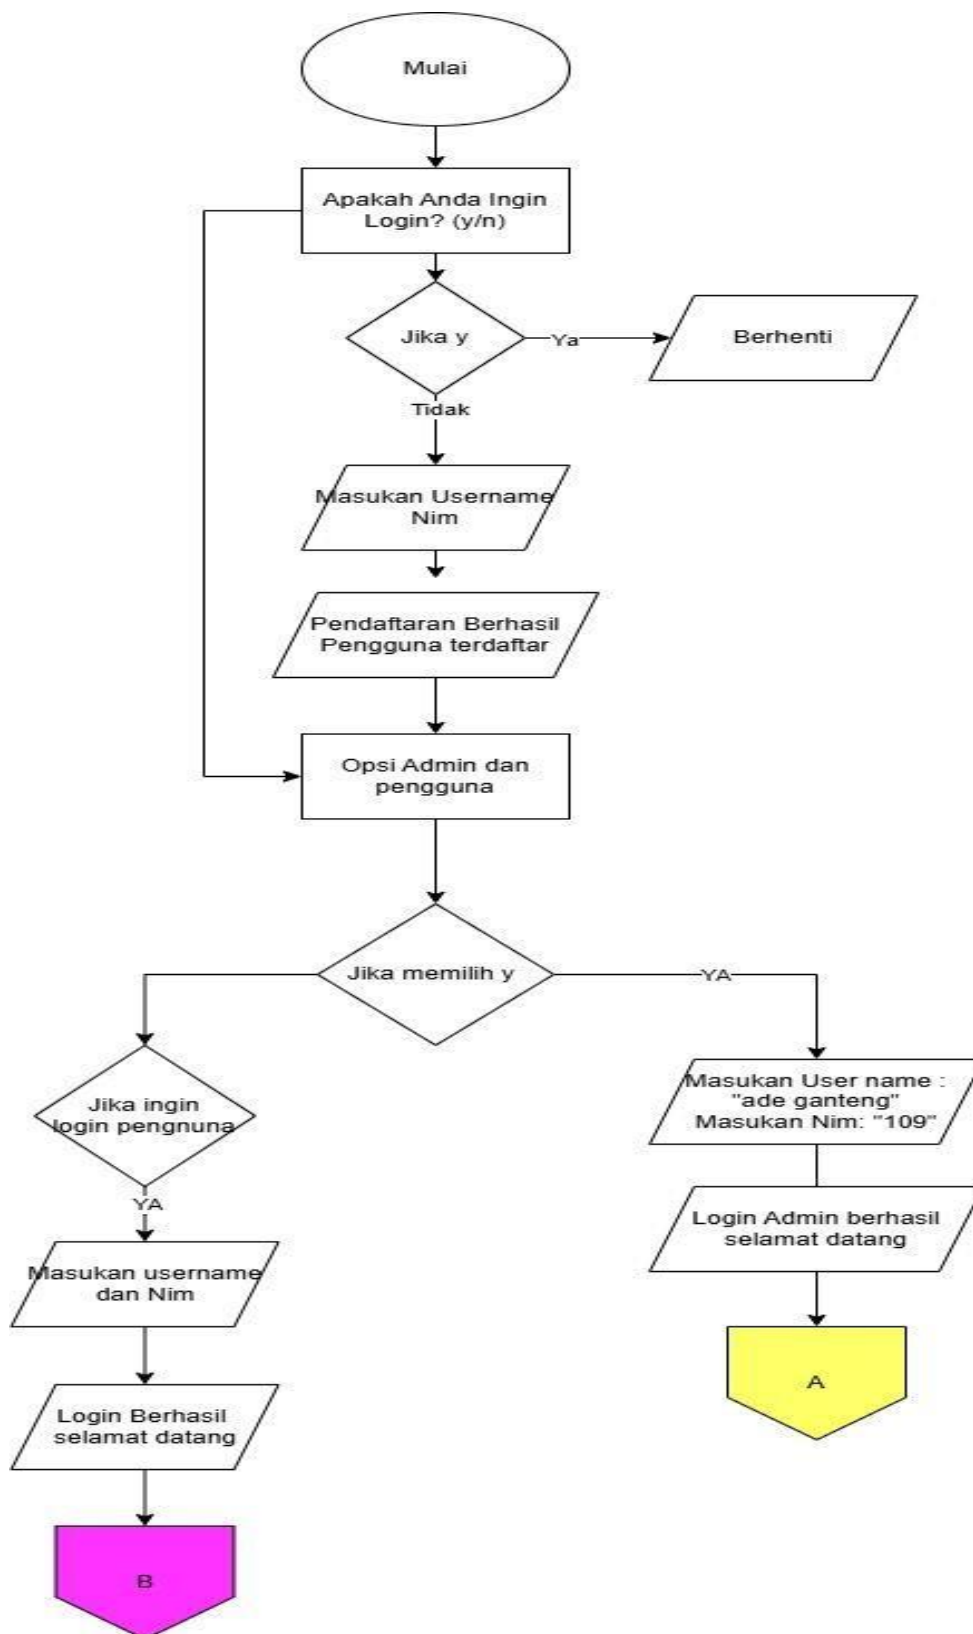 Mulai
Apakah Anda Ingin
Login? (y/n)
Jika y
Ya
Berhenti
Tidak
Masukan Username
Nim
Pendaftaran Berhasil
Pengguna terdaftar
Opsi Admin dan
pengguna
Jika memilih y
YA
Jika ingin
login pengnuna
YA
Masukan username
dan Nim
Login Berhasil
selamat datang
B
Masukan User name :
"ade ganteng"
Masukan Nim: "109"
Login Admin berhasil
selamat datang
A